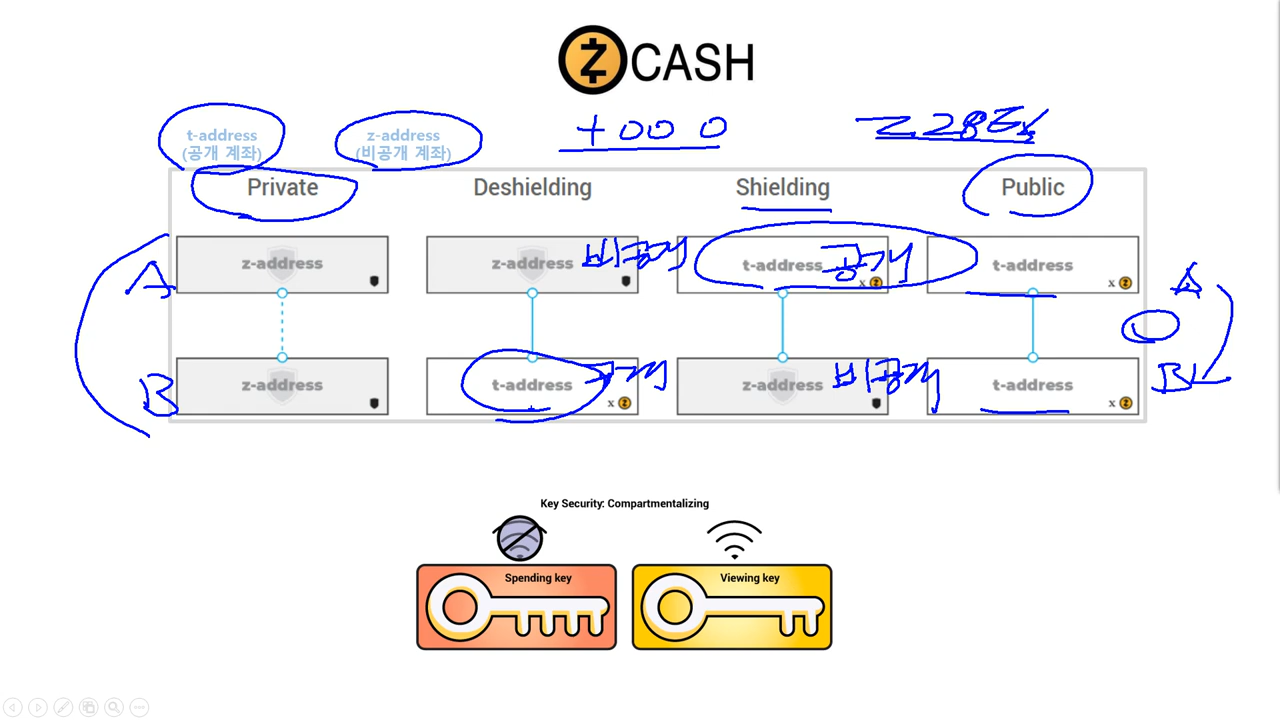 ZCASH
t-address
(공개 계좌)
z-address
(비공개 계좌)
+000
Private
Deshielding
Shielding
Public
A
z-address
z-address
비공개
t-address
공개
x
t-address
x
A
B
z-address
t-address
공개
x
z-address
비공개
t-address
x
B
Key Security: Compartmentalizing
Spending key
Viewing key